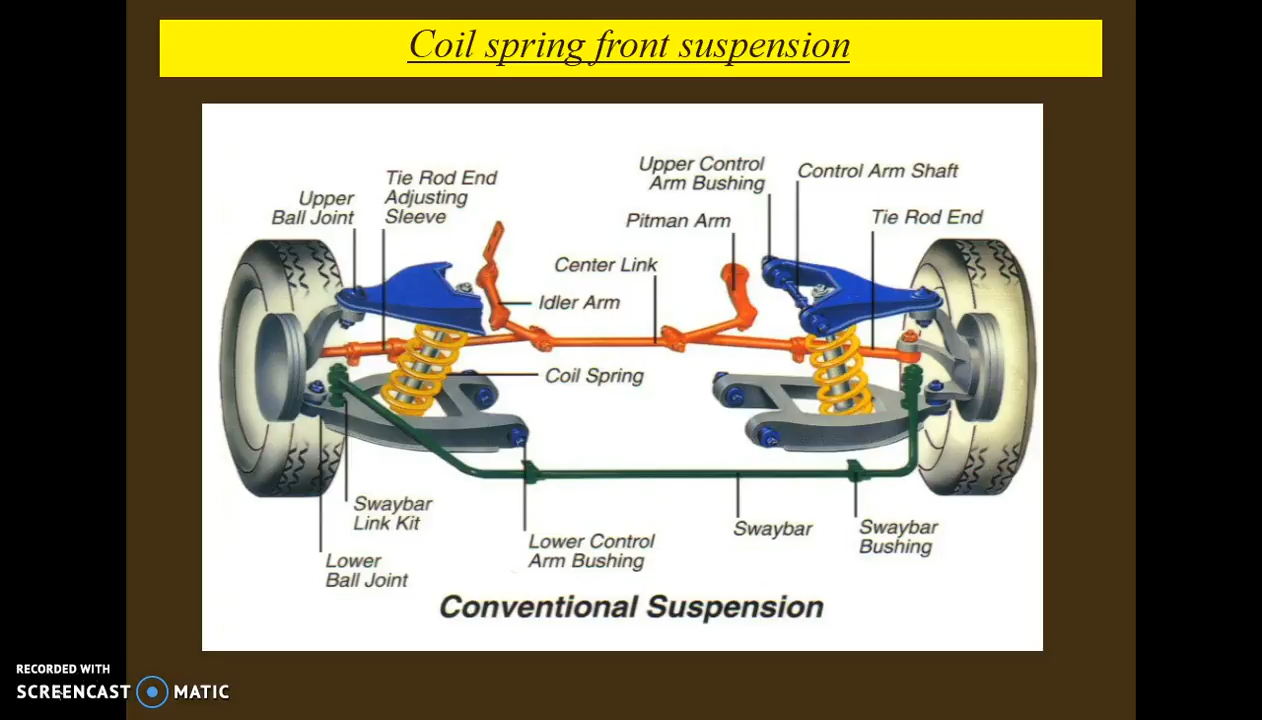 Coil spring front suspension
Upper
Ball Joint
Tie Rod End
Adjusting
Sleeve
Upper Control
Arm Bushing
Control Arm Shaft
Pitman Arm
Tie Rod End
Center Link
Idler Arm
Coil Spring
Swaybar
Link Kit
Lower
Ball Joint
Lower Control
Arm Bushing
Swaybar
Swaybar
Bushing
Conventional Suspension
RECORDED WITH
SCREENCAST MATIC